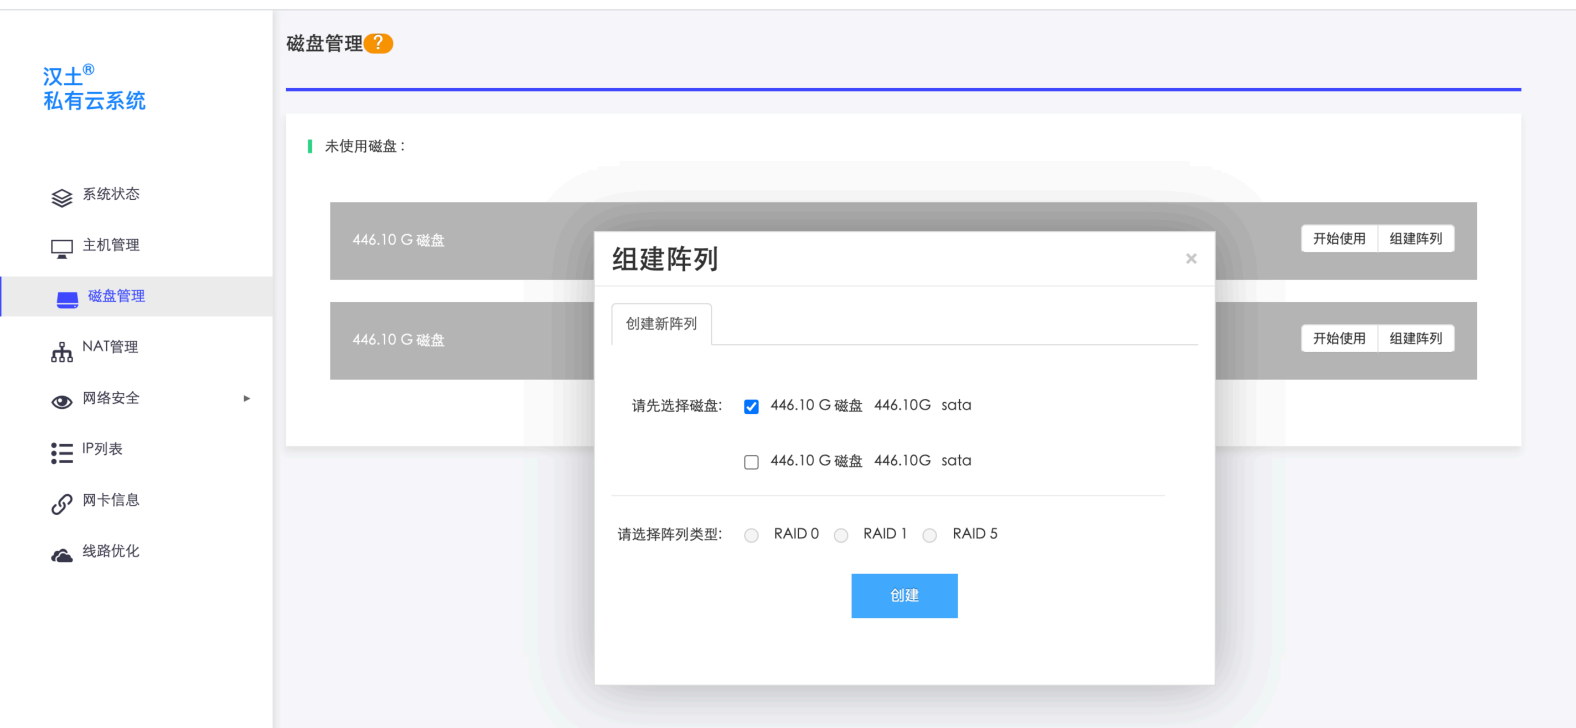 磁盘管理?
汉土®
私有云系统
未使用磁盘：
系统状态
主机管理
磁盘管理
NAT管理
网络安全
IP列表
网卡信息
线路优化
446.10 G 磁盘
开始使用 组建阵列
446.10 G 磁盘
开始使用 组建阵列
组建阵列 ×
创建新阵列
请先选择磁盘: 446.10 G 磁盘 446.10G sata
446.10 G 磁盘 446.10G sata
请选择阵列类型: RAID 0 RAID 1 RAID 5
创建